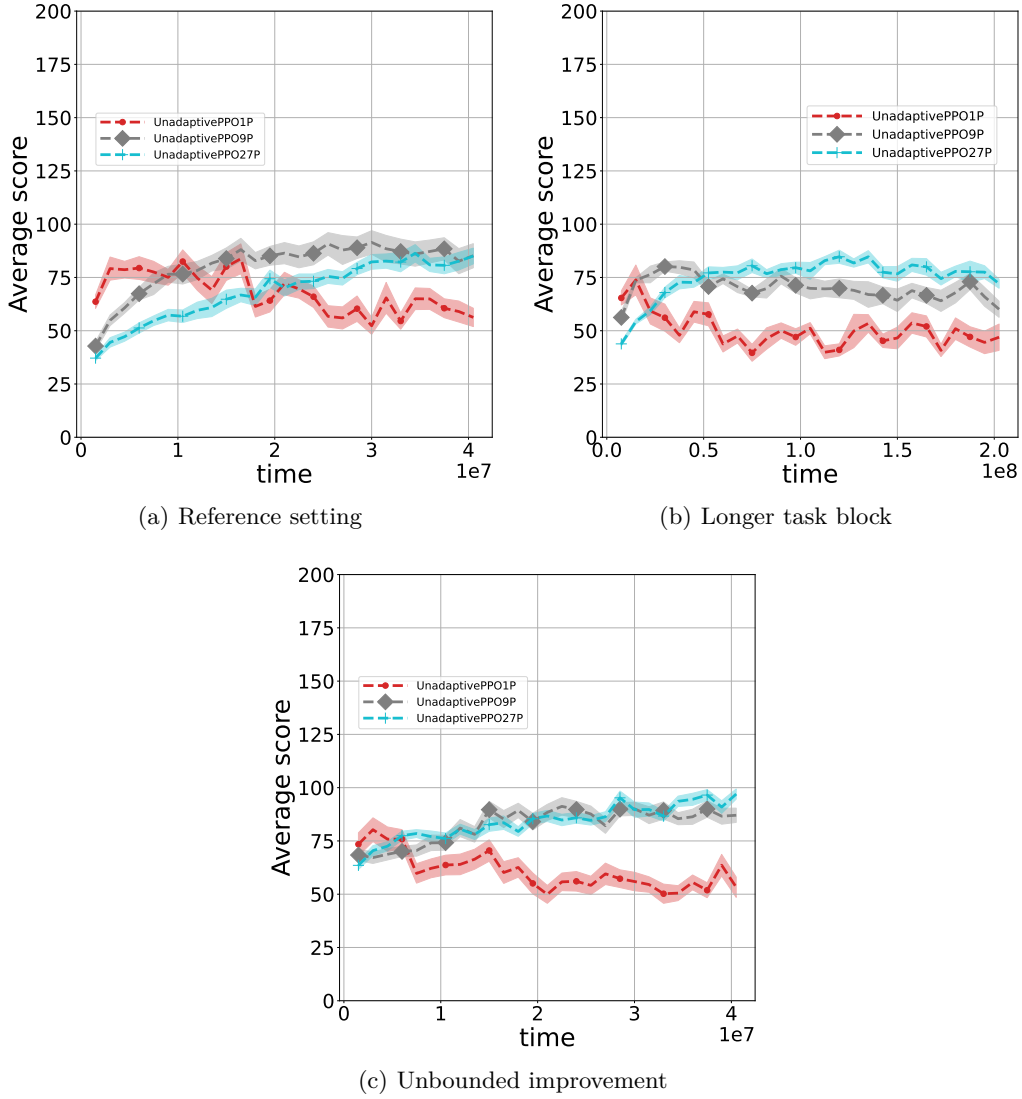 200
175
150
125
100
75
50
25
0
Average score
UnadaptivePPO1P
UnadaptivePPO9P
UnadaptivePPO27P
0 1 2 3 4
1e7
time
(a) Reference setting
200
175
150
125
100
75
50
25
0
Average score
UnadaptivePPO1P
UnadaptivePPO9P
UnadaptivePPO27P
0.0 0.5 1.0 1.5 2.0
1e8
time
(b) Longer task block
200
175
150
125
100
75
50
25
0
Average score
UnadaptivePPO1P
UnadaptivePPO9P
UnadaptivePPO27P
0 1 2 3 4
1e7
time
(c) Unbounded improvement